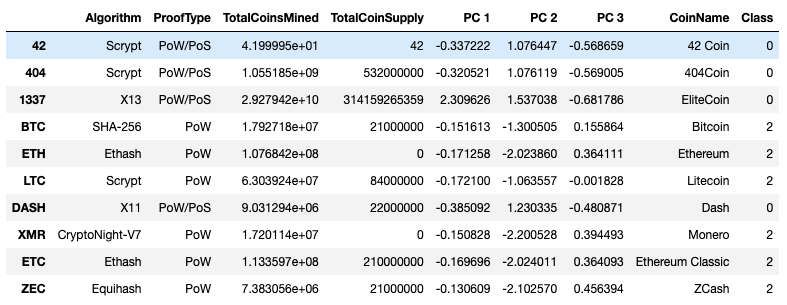 Algorithm ProofType TotalCoinsMined TotalCoinSupply PC 1 PC 2 PC 3 CoinName Class
42 Scrypt PoW/PoS 4.199995e+01 42 -0.337222 1.076447 -0.568659 42 Coin 0
404 Scrypt PoW/PoS 1.055185e+09 532000000 -0.320521 1.076119 -0.569005 404Coin 0
1337 X13 PoW/PoS 2.927942e+10 314159265359 2.309626 1.537038 -0.681786 EliteCoin 0
BTC SHA-256 PoW 1.792718e+07 21000000 -0.151613 -1.300505 0.155864 Bitcoin 2
ETH Ethash PoW 1.076842e+08 0 -0.171258 -2.023860 0.364111 Ethereum 2
LTC Scrypt PoW 6.303924e+07 84000000 -0.172100 -1.063557 -0.001828 Litecoin 2
DASH X11 PoW/PoS 9.031294e+06 22000000 -0.385092 1.230335 -0.480871 Dash 0
XMR CryptoNight-V7 PoW 1.720114e+07 0 -0.150828 -2.200528 0.394493 Monero 2
ETC Ethash PoW 1.133597e+08 210000000 -0.169696 -2.024011 0.364093 Ethereum Classic 2
ZEC Equihash PoW 7.383056e+06 21000000 -0.130609 -2.102570 0.456394 ZCash 2